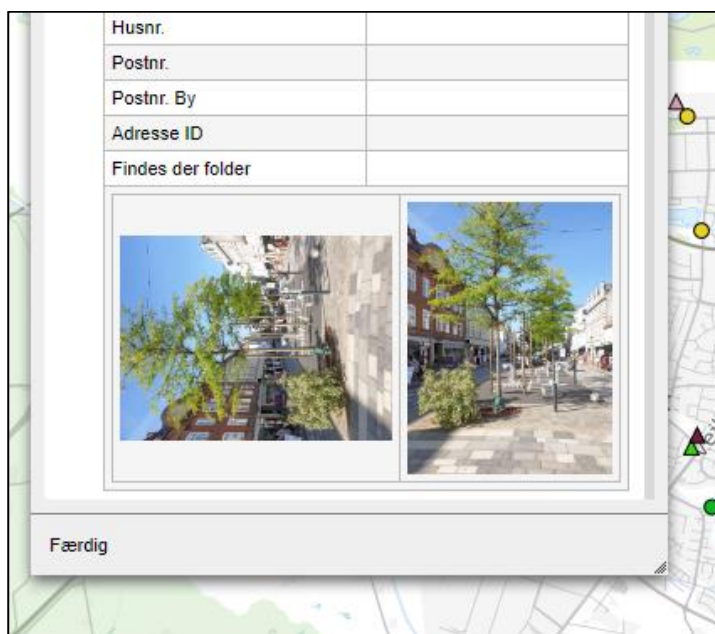 Husnr.
Postnr.
Postnr. By
Adresse ID
Findes der folder
Færdig